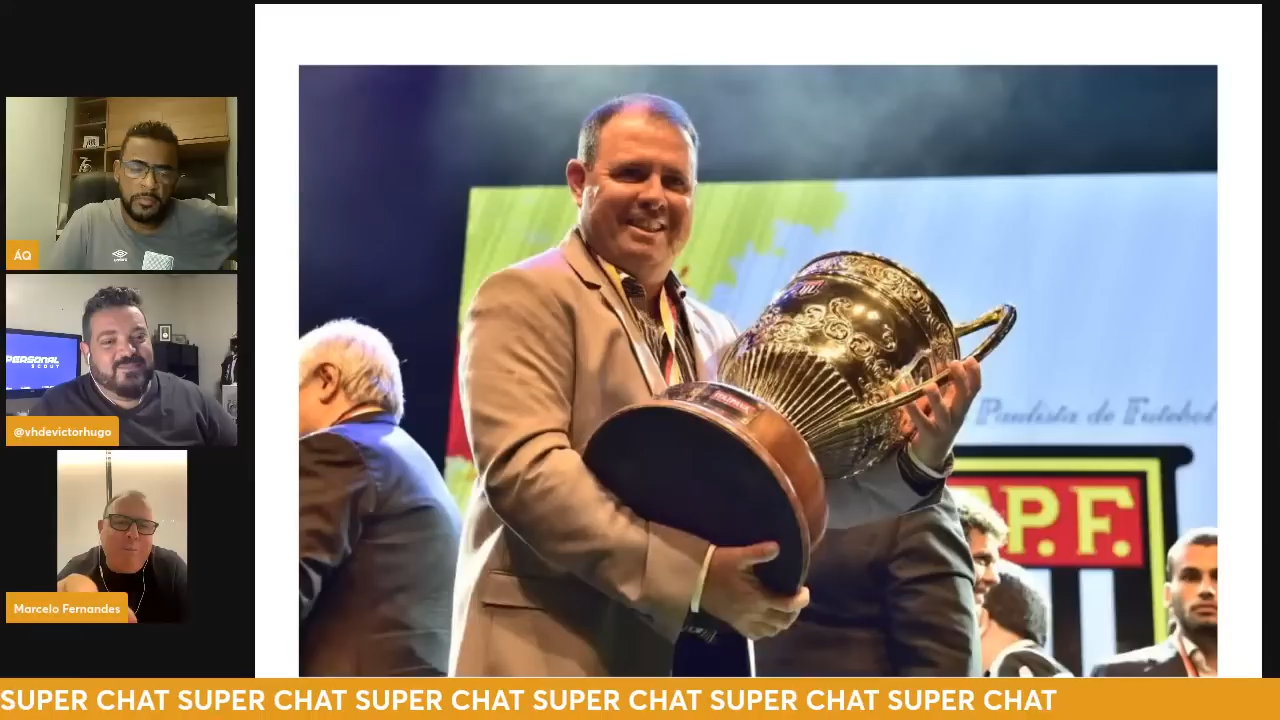 ÁQ
PERSONAL
SCOUT
@vhdevictorhugo
Marcelo Fernandes
Paulista de Futebol
P.F.
SUPER CHAT SUPER CHAT SUPER CHAT SUPER CHAT SUPER CHAT SUPER CHAT